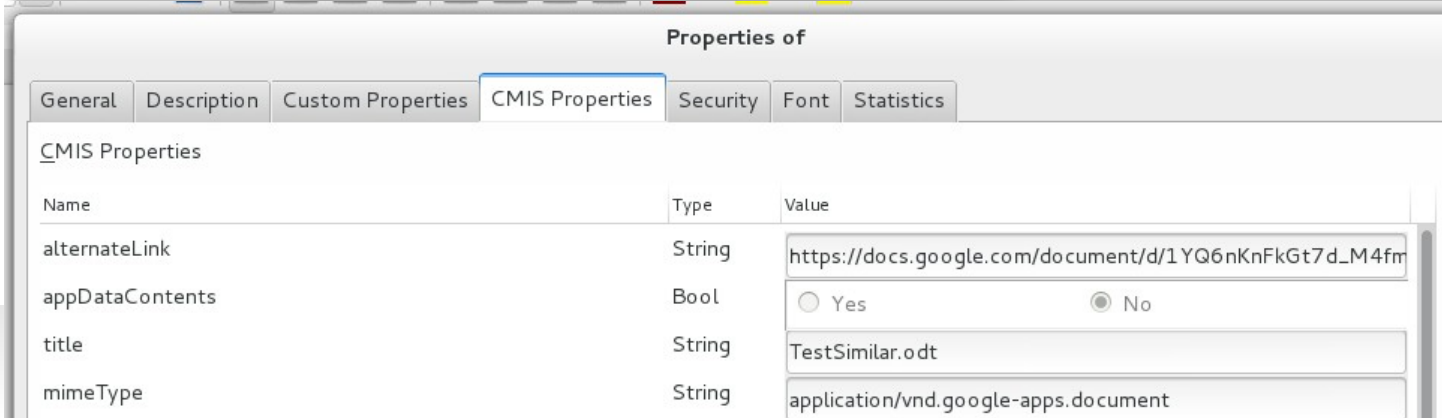 Properties of
General Description Custom Properties CMIS Properties Security Font Statistics
CMIS Properties
Name Type Value
alternateLink String https://docs.google.com/document/d/1YQ6nKnFkGt7d_M4fm
appDataContents Bool Yes No
title String TestSimilar.odt
mimeType String application/vnd.google-apps.document